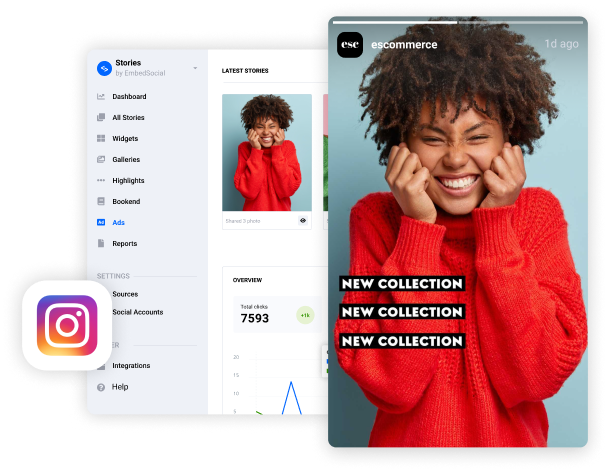 Stories
by EmbedSocial
Dashboard
All Stories
Widgets
Galleries
Highlights
Bookend
Ad
Ads
Reports
SETTINGS
Sources
Social Accounts
ER
Integrations
Help
LATEST STORIES
Shared 3 photo
OVERVIEW
Total clicks
7593
+1k
20
15
10
5
esc
escommerce
1d ago
NEW COLLECTION
NEW COLLECTION
NEW COLLECTION